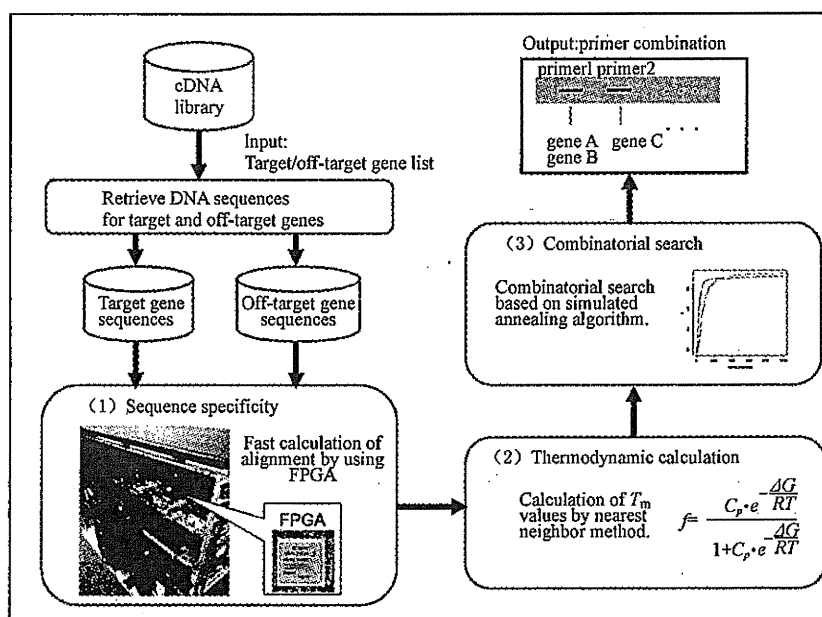 cDNA
library
Input:
Target/off-target gene list
Retrieve DNA sequences
for target and off-target genes
Target gene
sequences
Off-target gene
sequences
(1) Sequence specificity
Fast calculation of
alignment by using
FPGA
FPGA
(2) Thermodynamic calculation
Calculation of Tm
values by nearest
neighbor method.
f= Cp•e^-ΔG/RT / 1+Cp•e^-ΔG/RT
(3) Combinatorial search
Combinatorial search
based on simulated
annealing algorithm.
Output:primer combination
primer1 primer2
gene A gene C ...
gene B